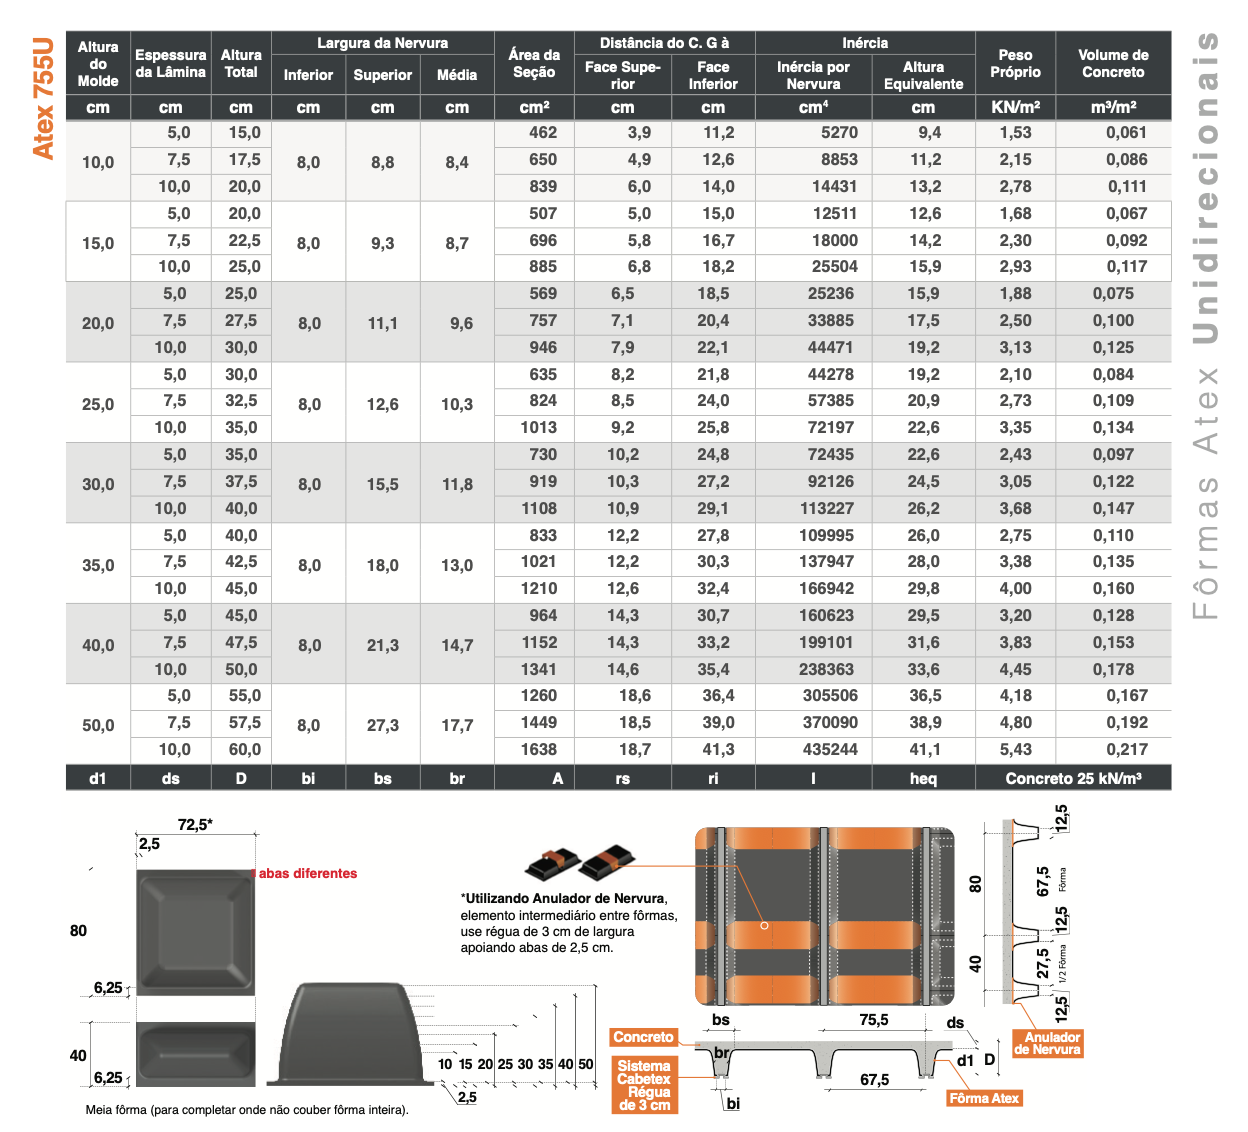 Atex 755U
Fôrmas Atex Unidirecionais
Altura do Molde | Espessura da Lâmina | Altura Total | Largura da Nervura | Área da Seção | Distância do C. G à | Inércia | Peso Próprio | Volume de Concreto
Inferior | Superior | Média | Face Supe-rior | Face Inferior | Inércia por Nervura | Altura Equivalente
cm | cm | cm | cm | cm | cm | cm² | cm | cm | cm⁴ | cm | KN/m² | m³/m²
10,0 | 5,0 | 15,0 | 8,0 | 8,8 | 8,4 | 462 | 3,9 | 11,2 | 5270 | 9,4 | 1,53 | 0,061
7,5 | 17,5 | 650 | 4,9 | 12,6 | 8853 | 11,2 | 2,15 | 0,086
10,0 | 20,0 | 839 | 6,0 | 14,0 | 14431 | 13,2 | 2,78 | 0,111
15,0 | 5,0 | 20,0 | 8,0 | 9,3 | 8,7 | 507 | 5,0 | 15,0 | 12511 | 12,6 | 1,68 | 0,067
7,5 | 22,5 | 696 | 5,8 | 16,7 | 18000 | 14,2 | 2,30 | 0,092
10,0 | 25,0 | 885 | 6,8 | 18,2 | 25504 | 15,9 | 2,93 | 0,117
20,0 | 5,0 | 25,0 | 8,0 | 11,1 | 9,6 | 569 | 6,5 | 18,5 | 25236 | 15,9 | 1,88 | 0,075
7,5 | 27,5 | 757 | 7,1 | 20,4 | 33885 | 17,5 | 2,50 | 0,100
10,0 | 30,0 | 946 | 7,9 | 22,1 | 44471 | 19,2 | 3,13 | 0,125
25,0 | 5,0 | 30,0 | 8,0 | 12,6 | 10,3 | 635 | 8,2 | 21,8 | 44278 | 19,2 | 2,10 | 0,084
7,5 | 32,5 | 824 | 8,5 | 24,0 | 57385 | 20,9 | 2,73 | 0,109
10,0 | 35,0 | 1013 | 9,2 | 25,8 | 72197 | 22,6 | 3,35 | 0,134
30,0 | 5,0 | 35,0 | 8,0 | 15,5 | 11,8 | 730 | 10,2 | 24,8 | 72435 | 22,6 | 2,43 | 0,097
7,5 | 37,5 | 919 | 10,3 | 27,2 | 92126 | 24,5 | 3,05 | 0,122
10,0 | 40,0 | 1108 | 10,9 | 29,1 | 113227 | 26,2 | 3,68 | 0,147
35,0 | 5,0 | 40,0 | 8,0 | 18,0 | 13,0 | 833 | 12,2 | 27,8 | 109995 | 26,0 | 2,75 | 0,110
7,5 | 42,5 | 1021 | 12,2 | 30,3 | 137947 | 28,0 | 3,38 | 0,135
10,0 | 45,0 | 1210 | 12,6 | 32,4 | 166942 | 29,8 | 4,00 | 0,160
40,0 | 5,0 | 45,0 | 8,0 | 21,3 | 14,7 | 964 | 14,3 | 30,7 | 160623 | 29,5 | 3,20 | 0,128
7,5 | 47,5 | 1152 | 14,3 | 33,2 | 199101 | 31,6 | 3,83 | 0,153
10,0 | 50,0 | 1341 | 14,6 | 35,4 | 238363 | 33,6 | 4,45 | 0,178
50,0 | 5,0 | 55,0 | 8,0 | 27,3 | 17,7 | 1260 | 18,6 | 36,4 | 305506 | 36,5 | 4,18 | 0,167
7,5 | 57,5 | 1449 | 18,5 | 39,0 | 370090 | 38,9 | 4,80 | 0,192
10,0 | 60,0 | 1638 | 18,7 | 41,3 | 435244 | 41,1 | 5,43 | 0,217
d1 | ds | D | bi | bs | br | A | rs | ri | I | heq | Concreto 25 kN/m³
72,5*
2,5
abas diferentes
80
6,25
40
6,25
10 15 20 25 30 35 40 50
2,5
Meia fôrma (para completar onde não couber fôrma inteira).
*Utilizando Anulador de Nervura,
elemento intermediário entre fôrmas,
use régua de 3 cm de largura
apoiando abas de 2,5 cm.
80
40
12,5
67,5
Fôrma
12,5
27,5
1/2 Fôrma
12,5
Anulador
de Nervura
bs
75,5
ds
Concreto
br
d1
D
Sistema
Cabetex
Régua
de 3 cm
67,5
bi
Fôrma Atex